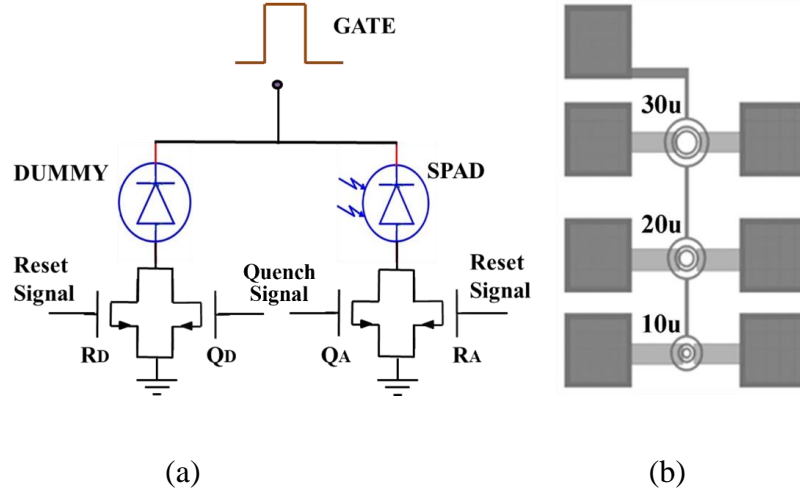 GATE
DUMMY
SPAD
Reset
Signal
Quench
Signal
Reset
Signal
RD
QD
QA
RA
(a)
(b)
30u
20u
10u